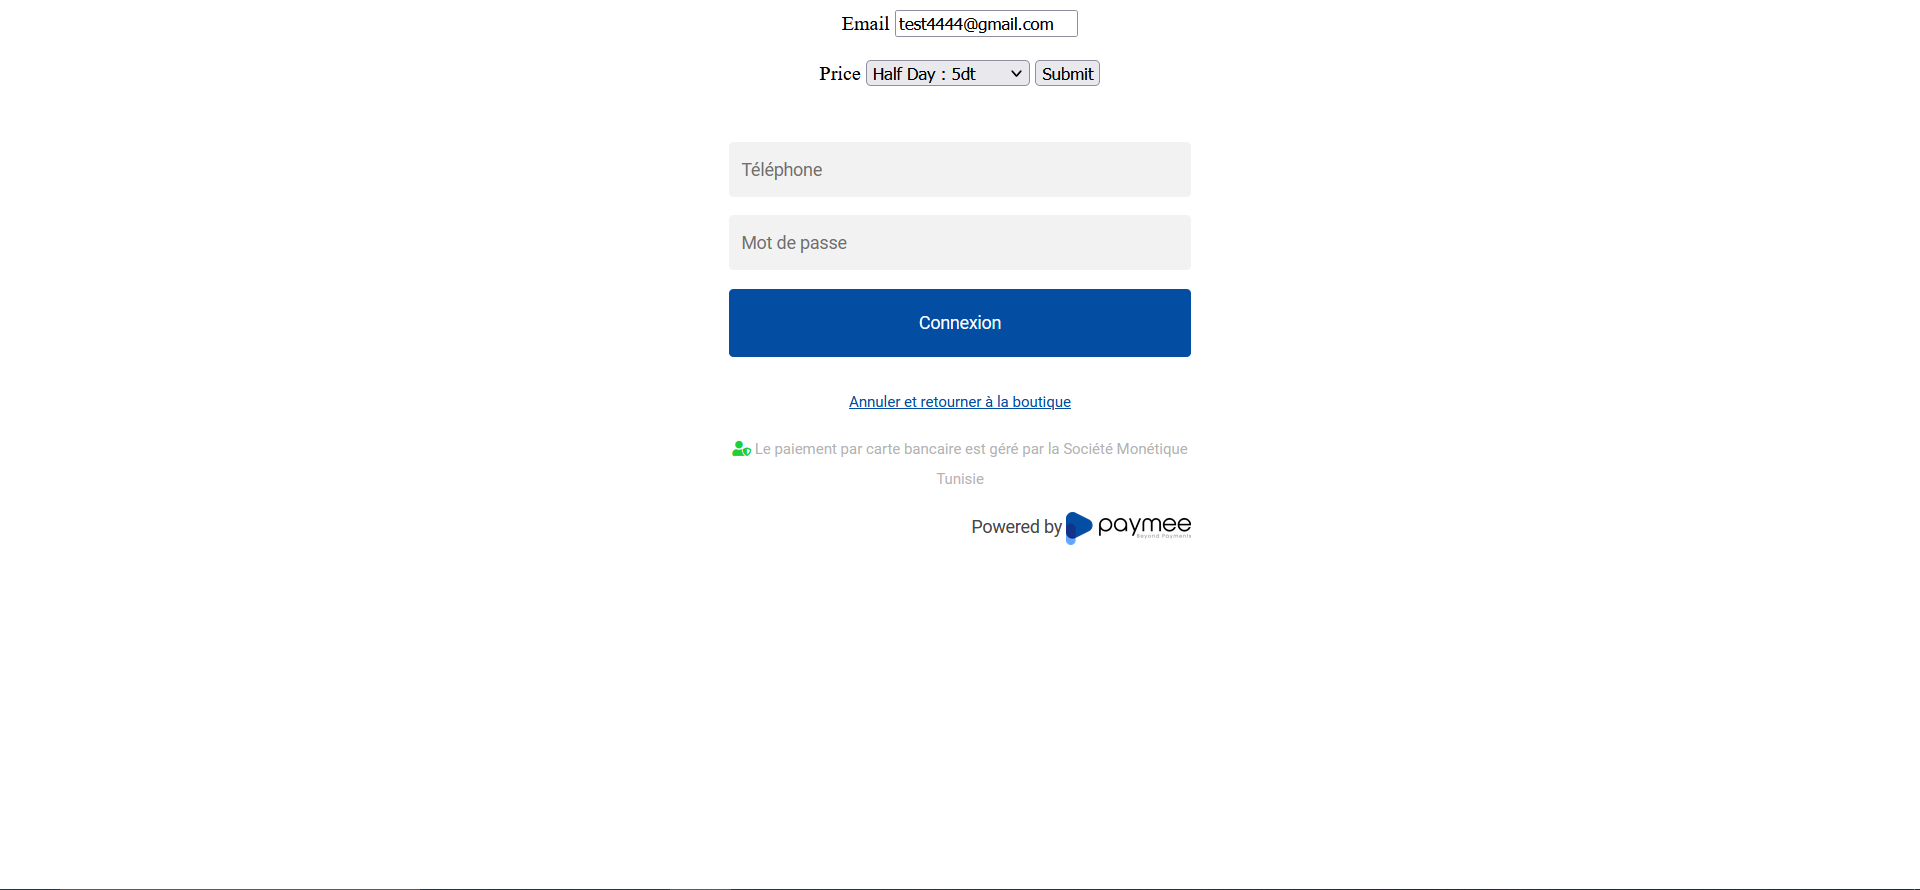 Email test4444@gmail.com
Price Half Day : 5dt Submit
Téléphone
Mot de passe
Connexion
Annuler et retourner à la boutique
Le paiement par carte bancaire est géré par la Société Monétique
Tunisie
Powered by paymee
Beyond Payments